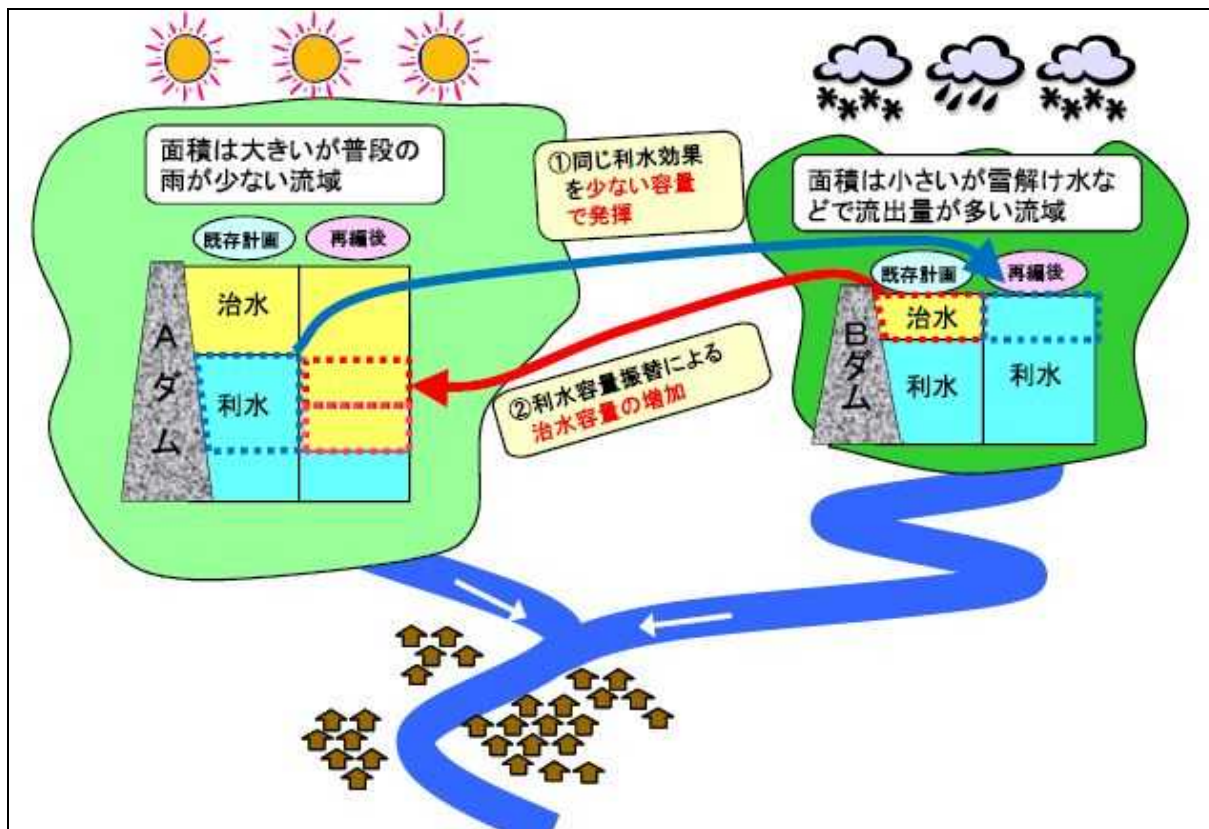 面積は大きいが普段の
雨が少ない流域
既存計画
再編後
Aダム
治水
利水
①同じ利水効果
を少ない容量
で発揮
②利水容量振替による
治水容量の増加
面積は小さいが雪解け水な
どで流出量が多い流域
既存計画
再編後
Bダム
治水
利水
利水